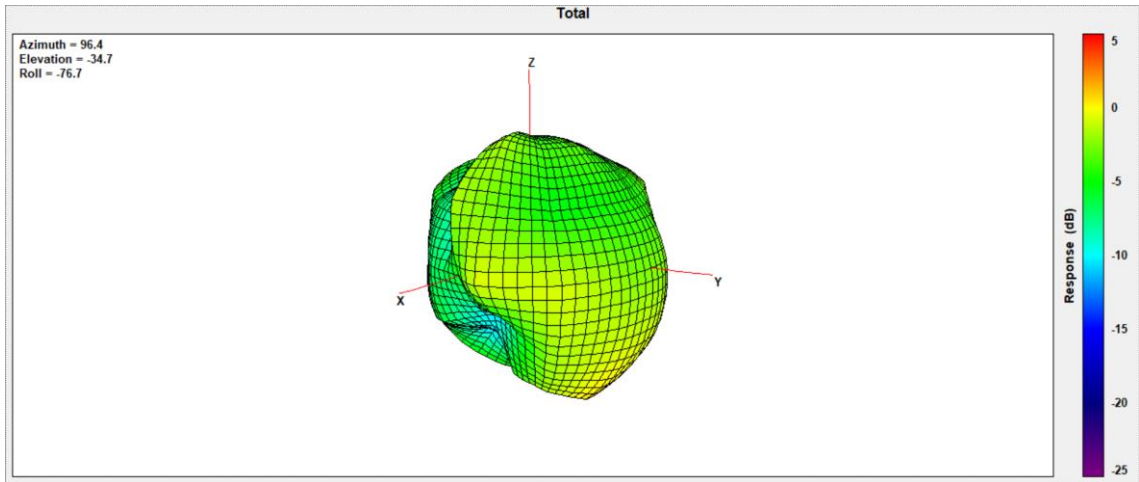 Total
Azimuth = 96.4
Elevation = -34.7
Roll = -76.7
Z
X
Y
5
0
-5
-10
-15
-20
-25
Response (dB)